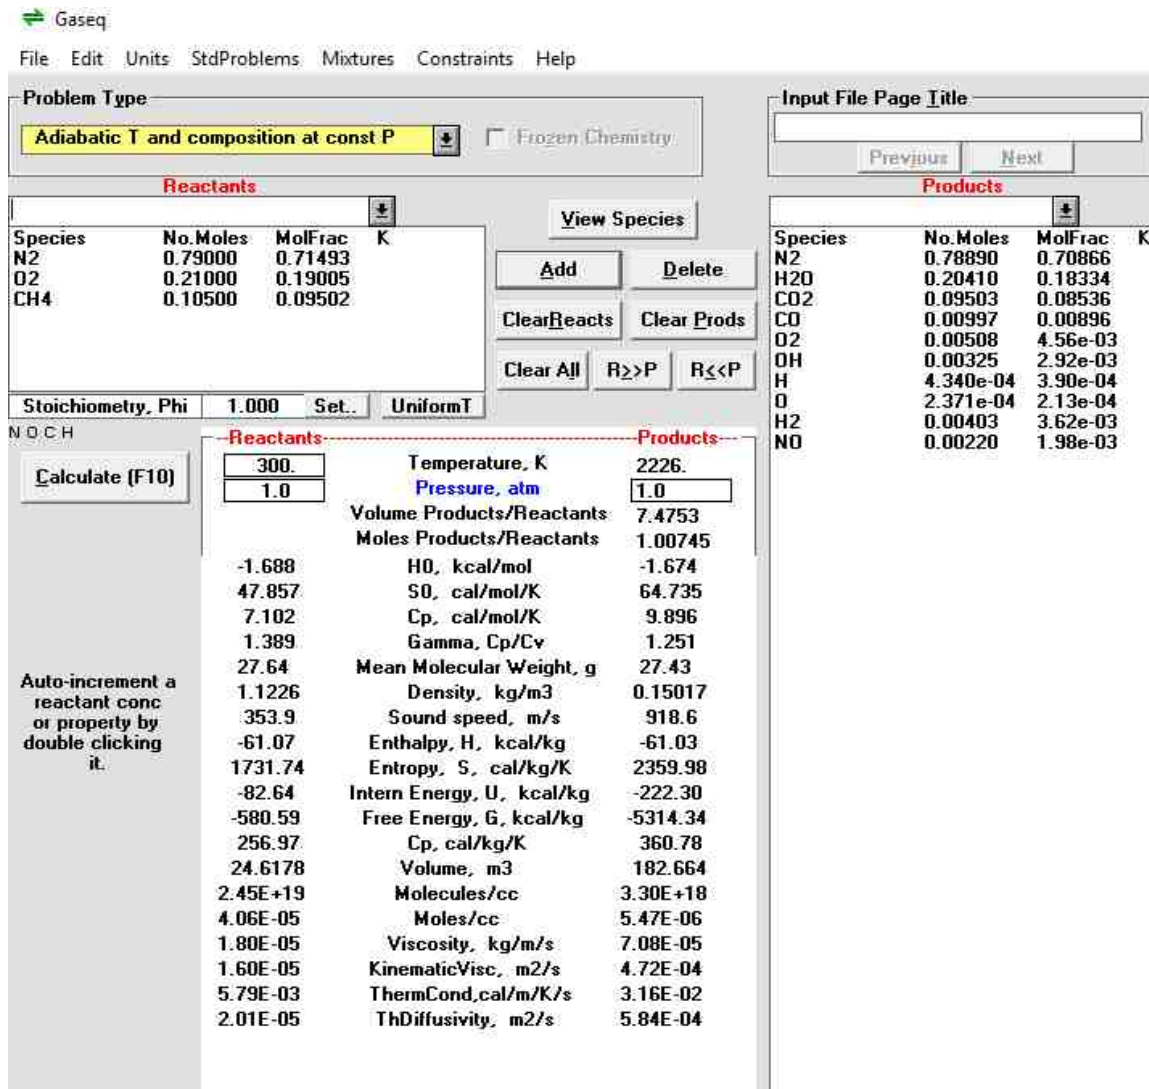 Gaseq
File Edit Units StdProblems Mixtures Constraints Help
Problem Type
Adiabatic T and composition at const P
Frozen Chemistry
Input File Page Title
Previous Next
Reactants
Species No.Moles MolFrac K
N2 0.79000 0.71493
O2 0.21000 0.19005
CH4 0.10500 0.09502
View Species
Add Delete
ClearReacts Clear Prods
Clear All R>>P R<<P
Stoichiometry, Phi 1.000 Set.. UniformT
Products
Species No.Moles MolFrac K
N2 0.78890 0.70866
H2O 0.20410 0.18334
CO2 0.09503 0.08536
CO 0.00997 0.00896
O2 0.00508 4.56e-03
OH 0.00325 2.92e-03
H 4.340e-04 3.90e-04
O 2.371e-04 2.13e-04
H2 0.00403 3.62e-03
NO 0.00220 1.98e-03
N O C H
Calculate (F10)
Auto-increment a
reactant conc
or property by
double clicking
it.
Reactants Products
300. Temperature, K 2226.
1.0 Pressure, atm 1.0
Volume Products/Reactants 7.4753
Moles Products/Reactants 1.00745
-1.688 H0, kcal/mol -1.674
47.857 S0, cal/mol/K 64.735
7.102 Cp, cal/mol/K 9.896
1.389 Gamma, Cp/Cv 1.251
27.64 Mean Molecular Weight, g 27.43
1.1226 Density, kg/m3 0.15017
353.9 Sound speed, m/s 918.6
-61.07 Enthalpy, H, kcal/kg -61.03
1731.74 Entropy, S, cal/kg/K 2359.98
-82.64 Intern Energy, U, kcal/kg -222.30
-580.59 Free Energy, G, kcal/kg -5314.34
256.97 Cp, cal/kg/K 360.78
24.6178 Volume, m3 182.664
2.45E+19 Molecules/cc 3.30E+18
4.06E-05 Moles/cc 5.47E-06
1.80E-05 Viscosity, kg/m/s 7.08E-05
1.60E-05 KinematicVisc, m2/s 4.72E-04
5.79E-03 ThermCond,cal/m/K/s 3.16E-02
2.01E-05 ThDiffusivity, m2/s 5.84E-04